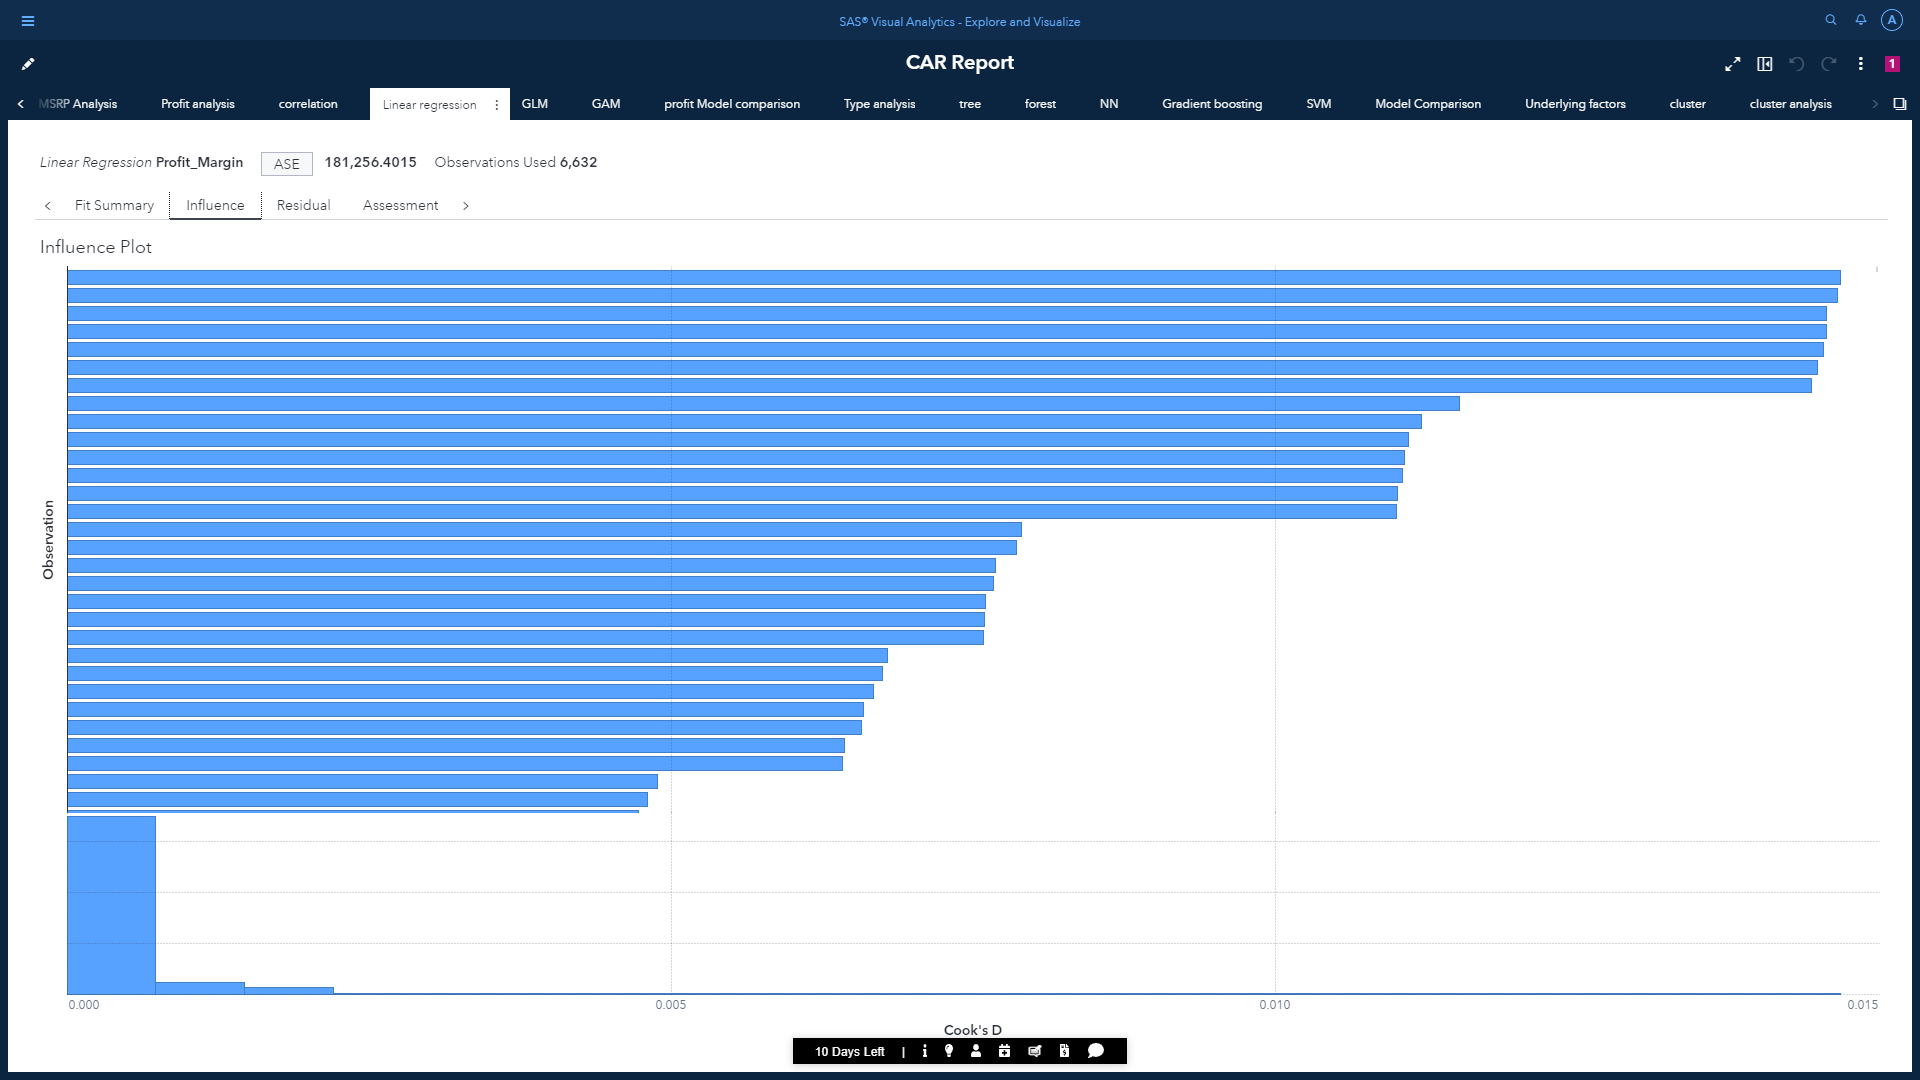 SAS® Visual Analytics - Explore and Visualize
A
CAR Report
1
MSRP Analysis Profit analysis correlation Linear regression GLM GAM profit Model comparison Type analysis tree forest NN Gradient boosting SVM Model Comparison Underlying factors cluster cluster analysis
Linear Regression Profit_Margin ASE 181,256.4015 Observations Used 6,632
Fit Summary Influence Residual Assessment
Influence Plot
Observation
0.000 0.005 0.010 0.015
Cook's D
10 Days Left |